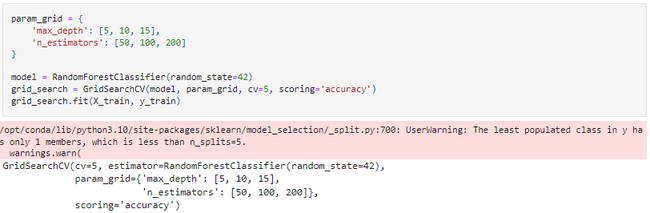 param_grid = {
    'max_depth': [5, 10, 15],
    'n_estimators': [50, 100, 200]
}
model = RandomForestClassifier(random_state=42)
grid_search = GridSearchCV(model, param_grid, cv=5, scoring='accuracy')
grid_search.fit(X_train, y_train)
/opt/conda/lib/python3.10/site-packages/sklearn/model_selection/_split.py:700: UserWarning: The least populated class in y ha
s only 1 members, which is less than n_splits=5.
  warnings.warn(
GridSearchCV(cv=5, estimator=RandomForestClassifier(random_state=42),
             param_grid={'max_depth': [5, 10, 15],
                         'n_estimators': [50, 100, 200]},
             scoring='accuracy')